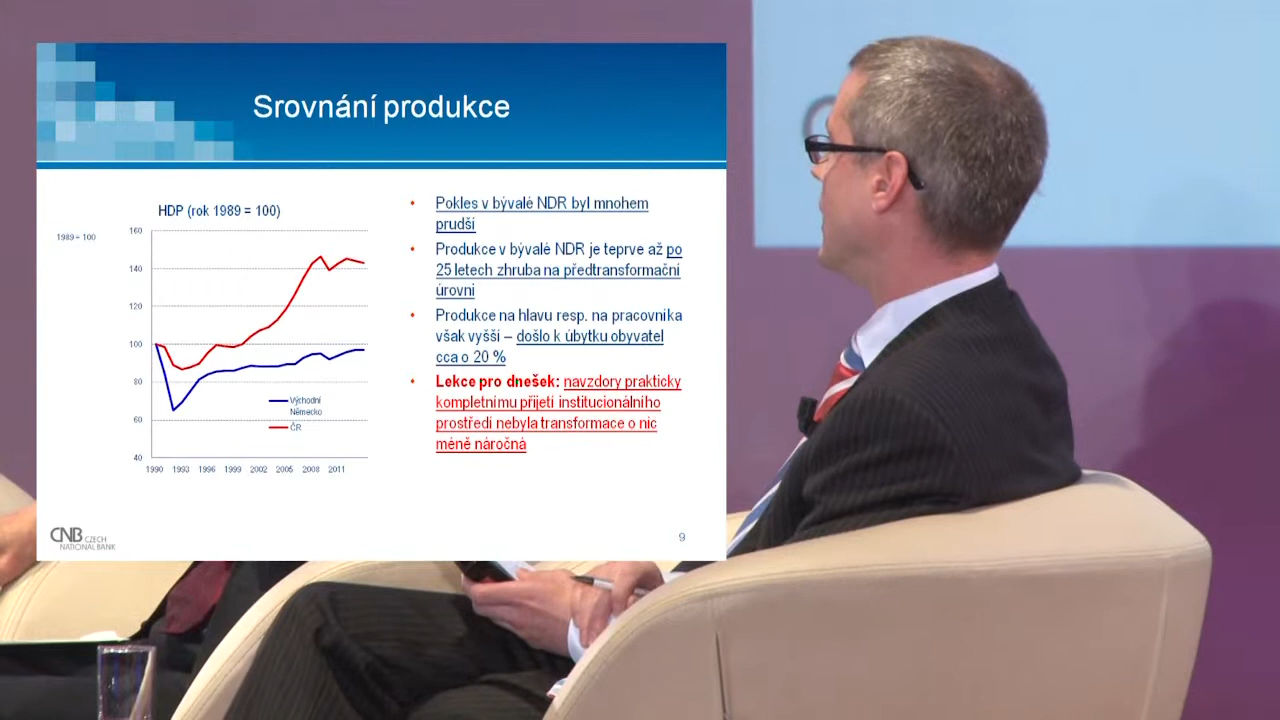 Srovnání produkce
HDP (rok 1989 = 100)
1989 = 100
160
140
120
100
80
60
40
1990 1993 1996 1999 2002 2005 2008 2011
Východní
Německo
ČR
• Pokles v bývalé NDR byl mnohem
prudší
• Produkce v bývalé NDR je teprve až po
25 letech zhruba na předtransformační
úrovni
• Produkce na hlavu resp. na pracovníka
však vyšší – došlo k úbytku obyvatel
cca o 20 %
• Lekce pro dnešek: navzdory prakticky
kompletnímu přijetí institucionálního
prostředí nebyla transformace o nic
méně náročná
CNB CZECH
NATIONAL BANK
9